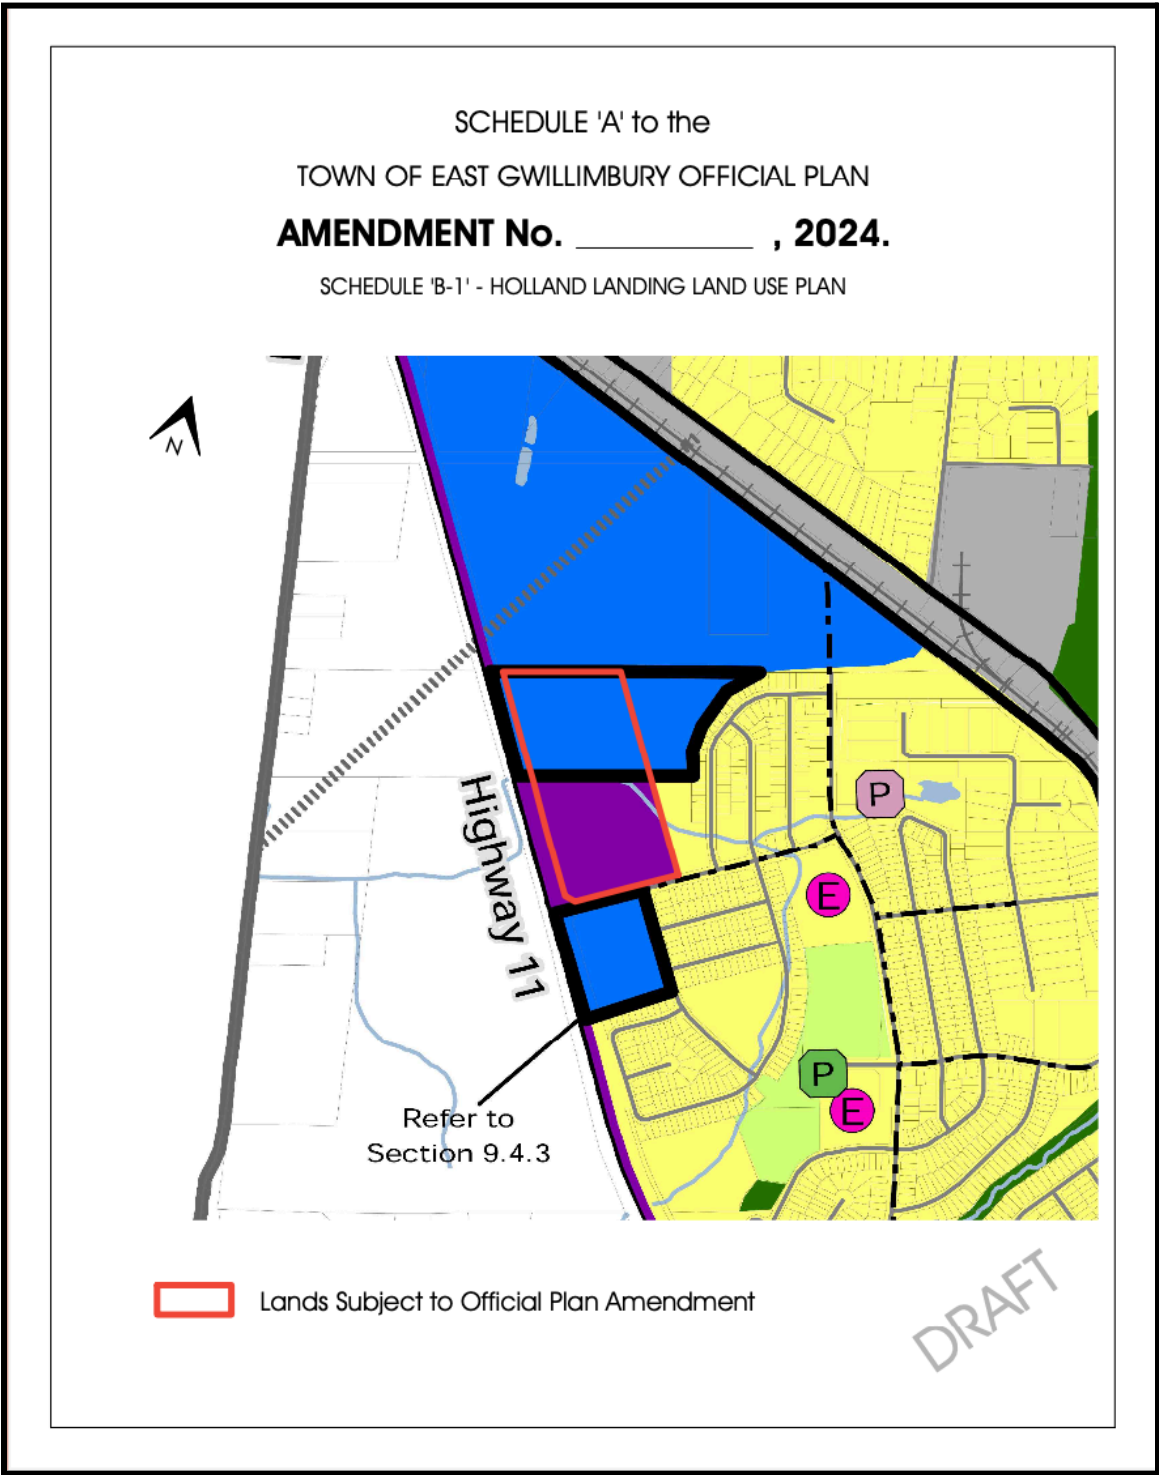 SCHEDULE 'A' to the
TOWN OF EAST GWILLIMBURY OFFICIAL PLAN
AMENDMENT No. __________ , 2024.
SCHEDULE 'B-1' - HOLLAND LANDING LAND USE PLAN
N
P
Highway 11
E
P
E
Refer to
Section 9.4.3
Lands Subject to Official Plan Amendment
DRAFT